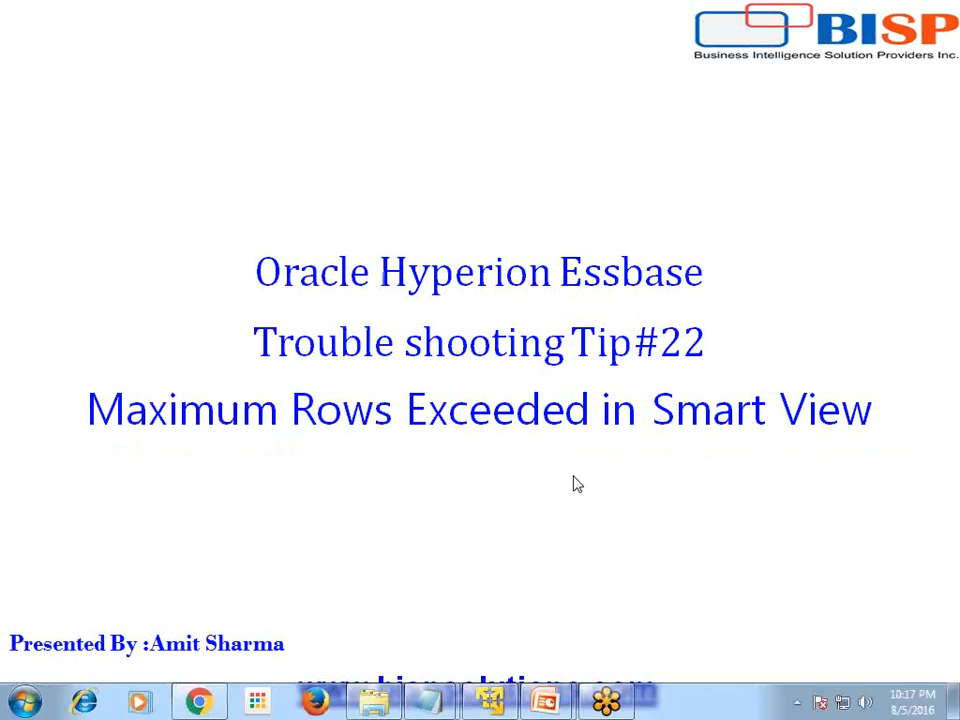 BISP
Business Intelligence Solution Providers Inc.
Oracle Hyperion Essbase
Trouble shooting Tip#22
Maximum Rows Exceeded in Smart View
Presented By :Amit Sharma
10:17 PM
8/5/2016